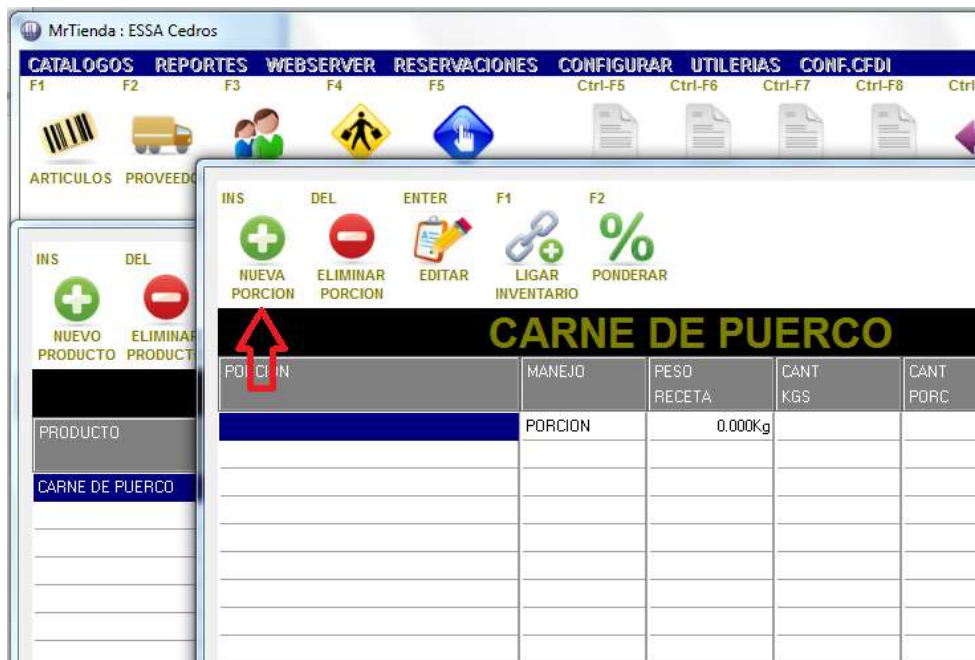 MrTienda : ESSA Cedros
CATALOGOS REPORTES WEBSERVER RESERVACIONES CONFIGURAR UTILERIAS CONF.CFDI
F1 F2 F3 F4 F5 Ctrl-F5 Ctrl-F6 Ctrl-F7 Ctrl-F8
ARTICULOS
INS DEL ENTER F1 F2
NUEVA PORCION
ELIMINAR PORCION
EDITAR
LIGAR INVENTARIO
PONDERAR
INS DEL
NUEVO PRODUCTO
CARNE DE PUERCO
MANEJO PESO RECETA CANT KGS CANT PORC
PORCION 0.000Kg
PRODUCTO
CARNE DE PUERCO